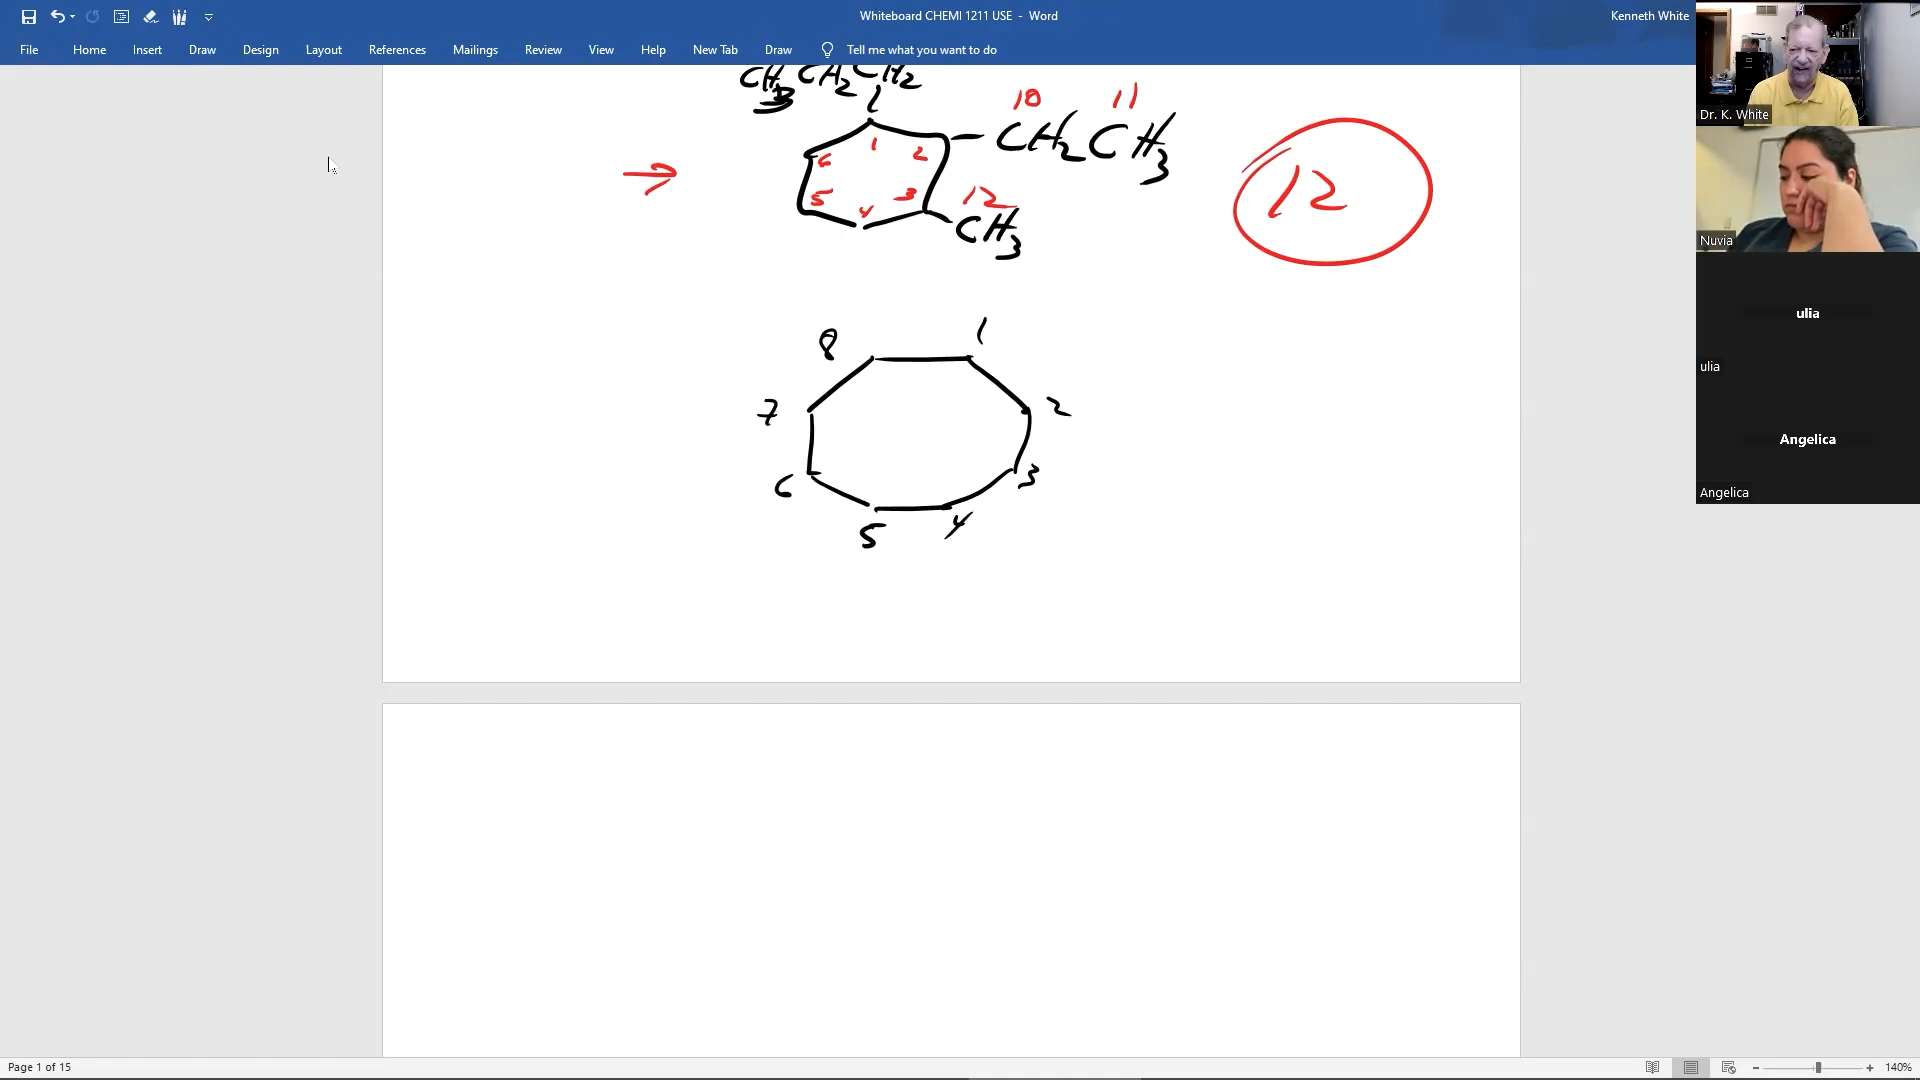 Whiteboard CHEMI 1211 USE - Word
Kenneth White
File Home Insert Draw Design Layout References Mailings Review View Help New Tab Draw Tell me what you want to do
CH3 CH2 CH2
10 11
CH2CH3
1
2
6
12
5 3
4
CH3
12
8 1
7 2
6 3
5 4
Dr. K. White
Nuvia
ulia
ulia
Angelica
Angelica
Page 1 of 15
140%